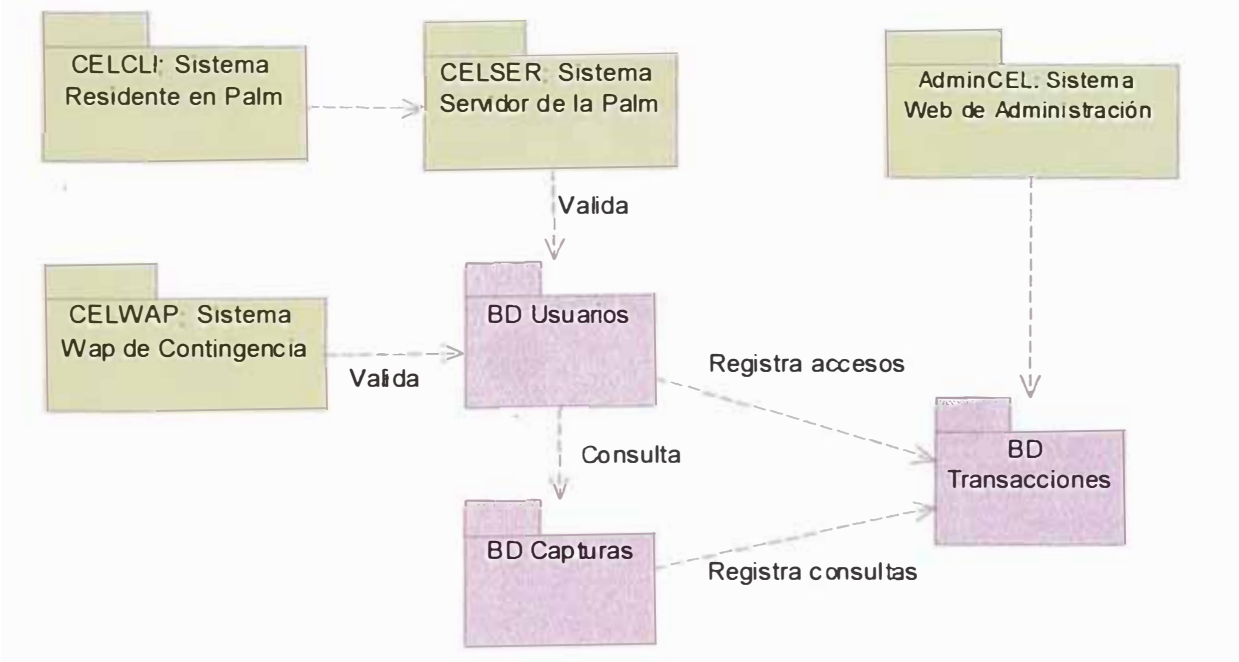 CELCLI: Sistema
Residente en Palm
CELSER: Sistema
Servidor de la Palm
AdminCEL: Sistema
Web de Administración
Valida
CELWAP: Sistema
Wap de Contingencia
Valida
BD Usuarios
Registra accesos
Consulta
BD
Transacciones
BD Capturas
Registra consultas